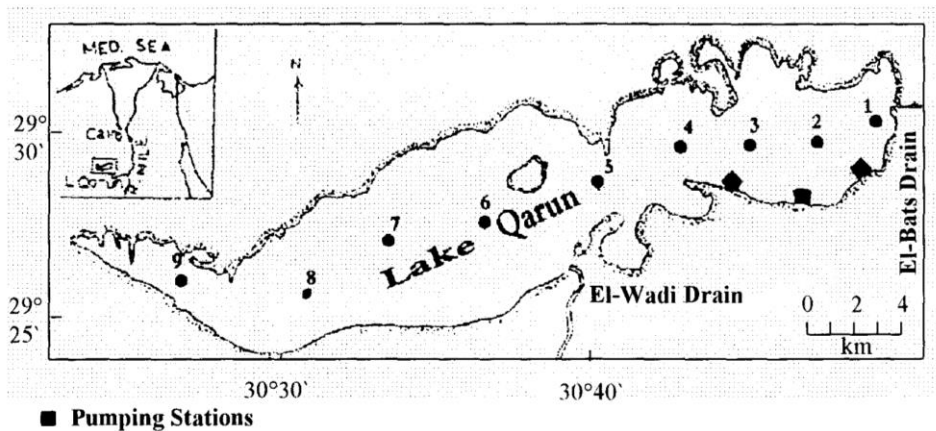 MED. SEA
N
Cairo
NILE
29°
30`
1
2
3
4
5
6
7
8
9
Lake Qarun
El-Bats Drain
El-Wadi Drain
0 2 4
km
29°
25`
30°30`
30°40`
■ Pumping Stations